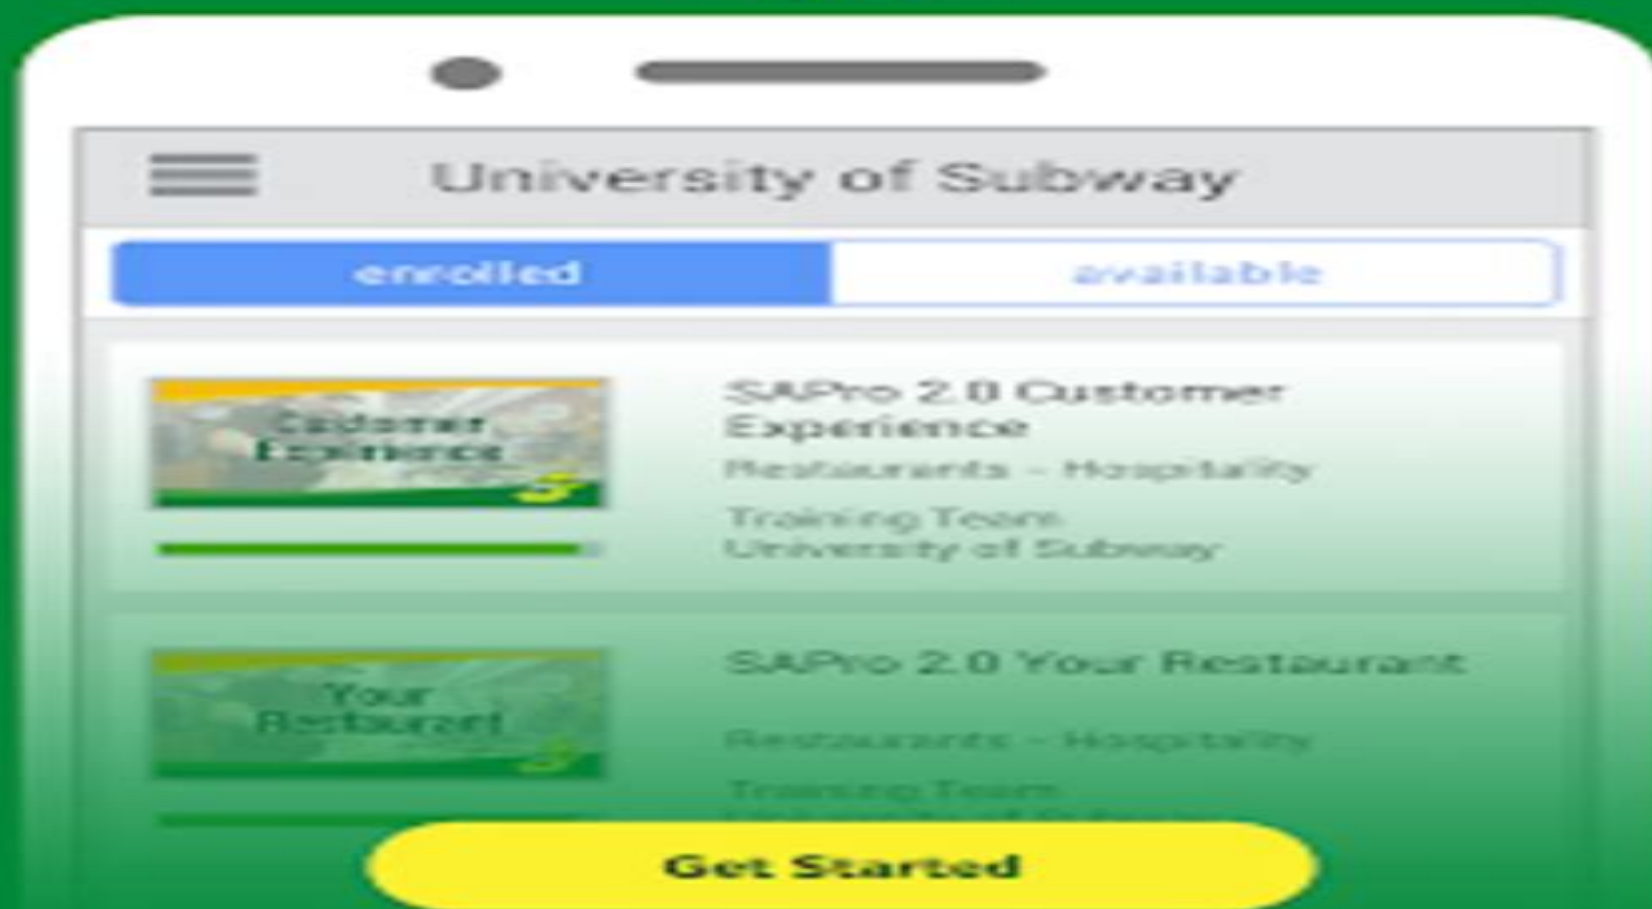 University of Subway
enrolled
available
Customer
Experience
SAPro 2.0 Customer
Experience
Restaurants - Hospitality
Training Team
University of Subway
Your
Restaurant
SAPro 2.0 Your Restaurant
Restaurants - Hospitality
Training Team
Get Started